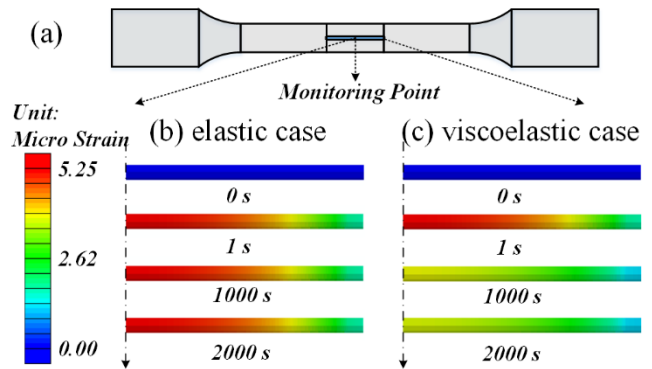 (a)
Monitoring Point
Unit:
Micro Strain
(b) elastic case
(c) viscoelastic case
5.25
2.62
0.00
0 s
1 s
1000 s
2000 s
0 s
1 s
1000 s
2000 s